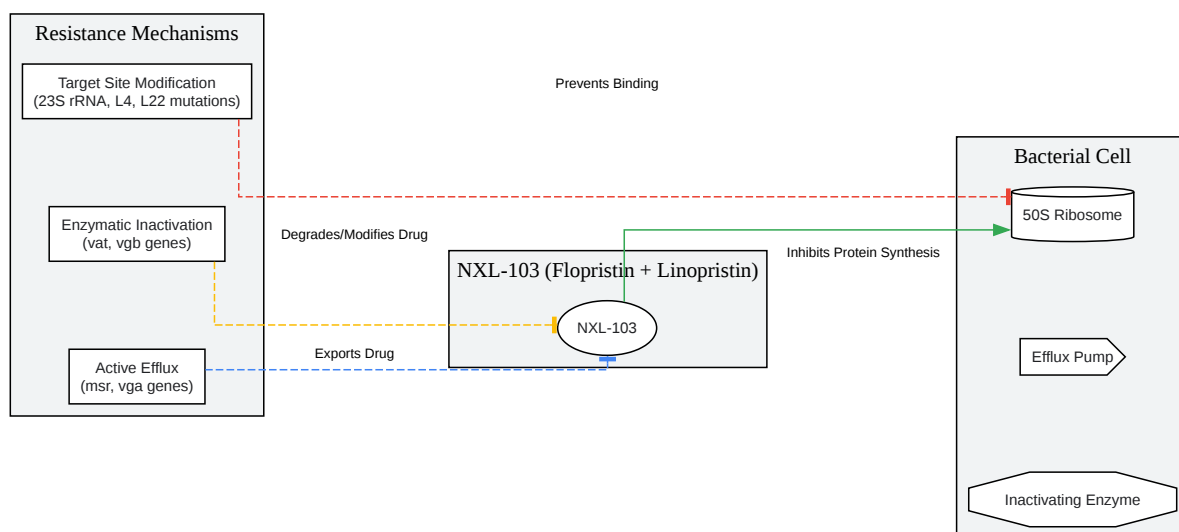 Resistance Mechanisms
Target Site Modification
(23S rRNA, L4, L22 mutations)
Prevents Binding
Bacterial Cell
50S Ribosome
Enzymatic Inactivation
(vat, vgb genes)
Degrades/Modifies Drug
Inhibits Protein Synthesis
NXL-103 (Flopristin + Linopristin)
NXL-103
Exports Drug
Active Efflux
(msr, vga genes)
Efflux Pump
Inactivating Enzyme